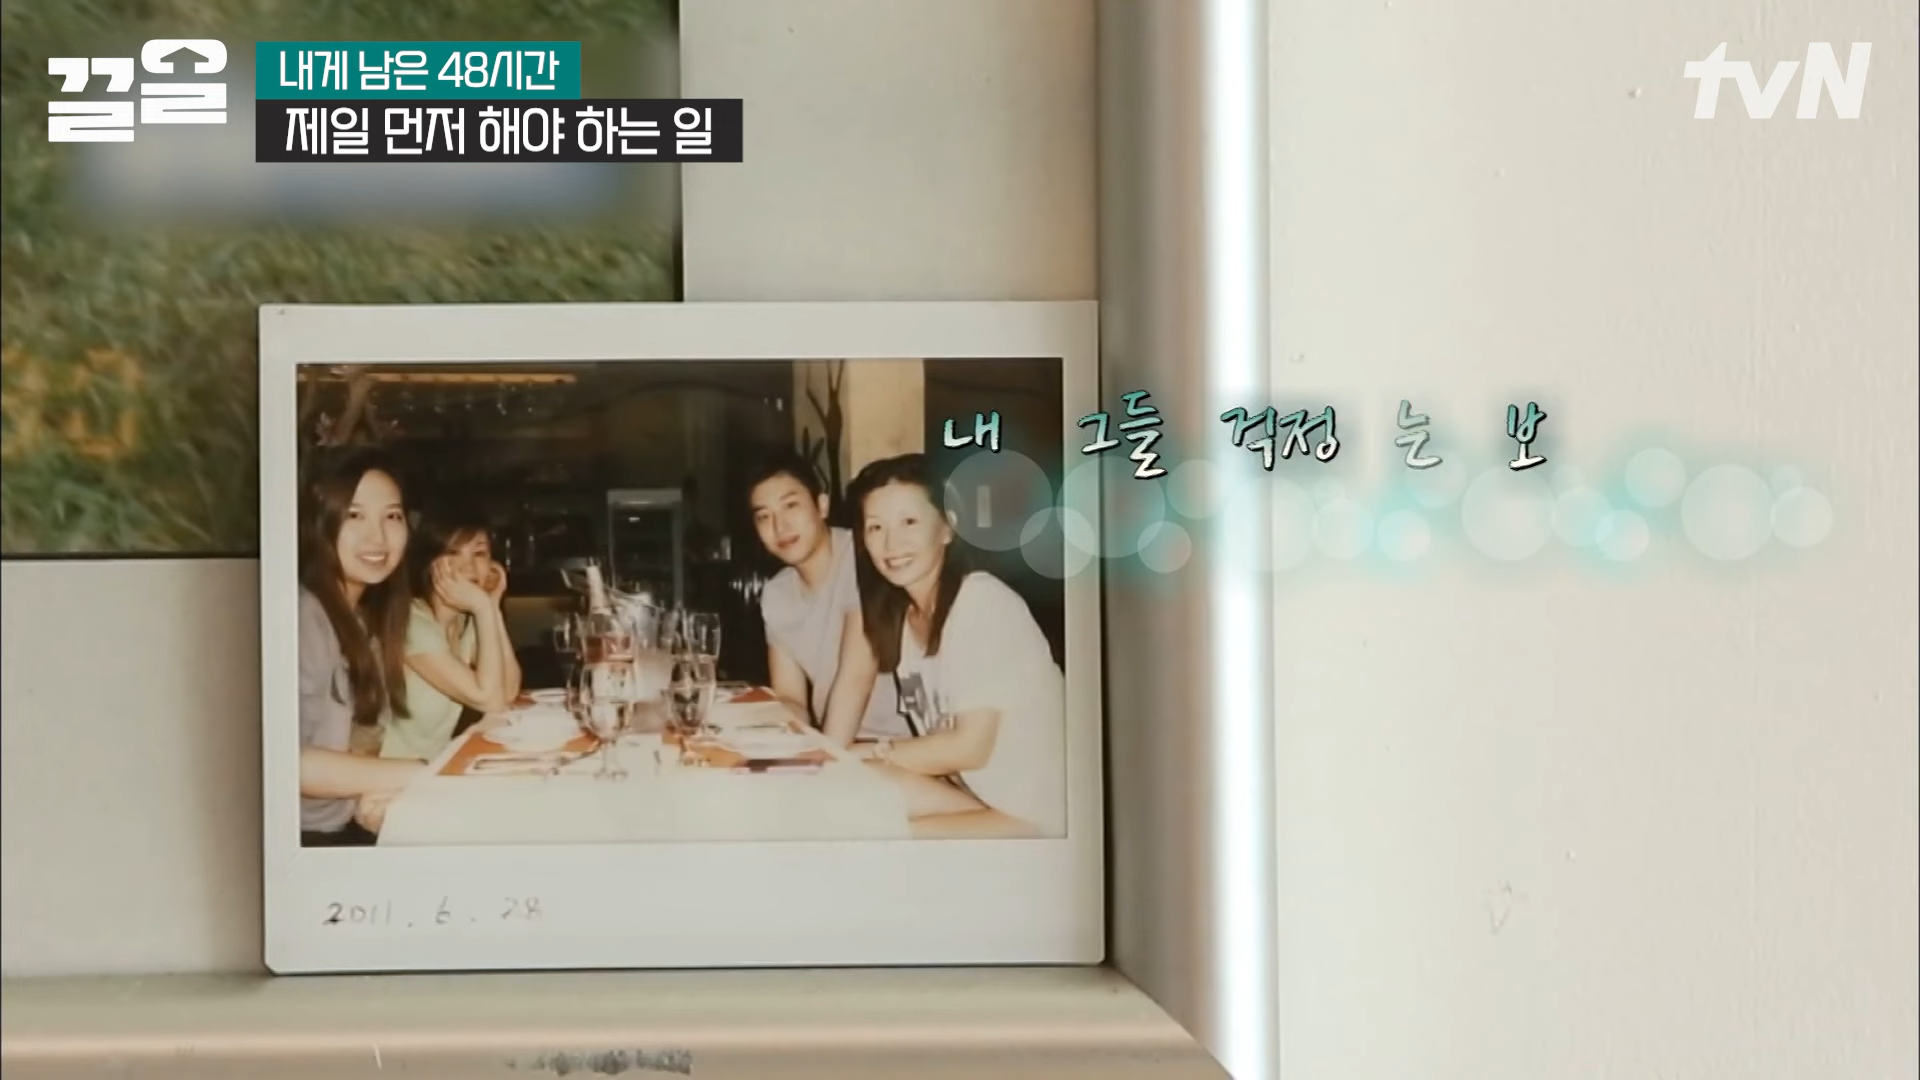 끌올
내게 남은 48시간
제일 먼저 해야 하는 일
tvN
내 그들 걱정 는 보
2011. 6. 28